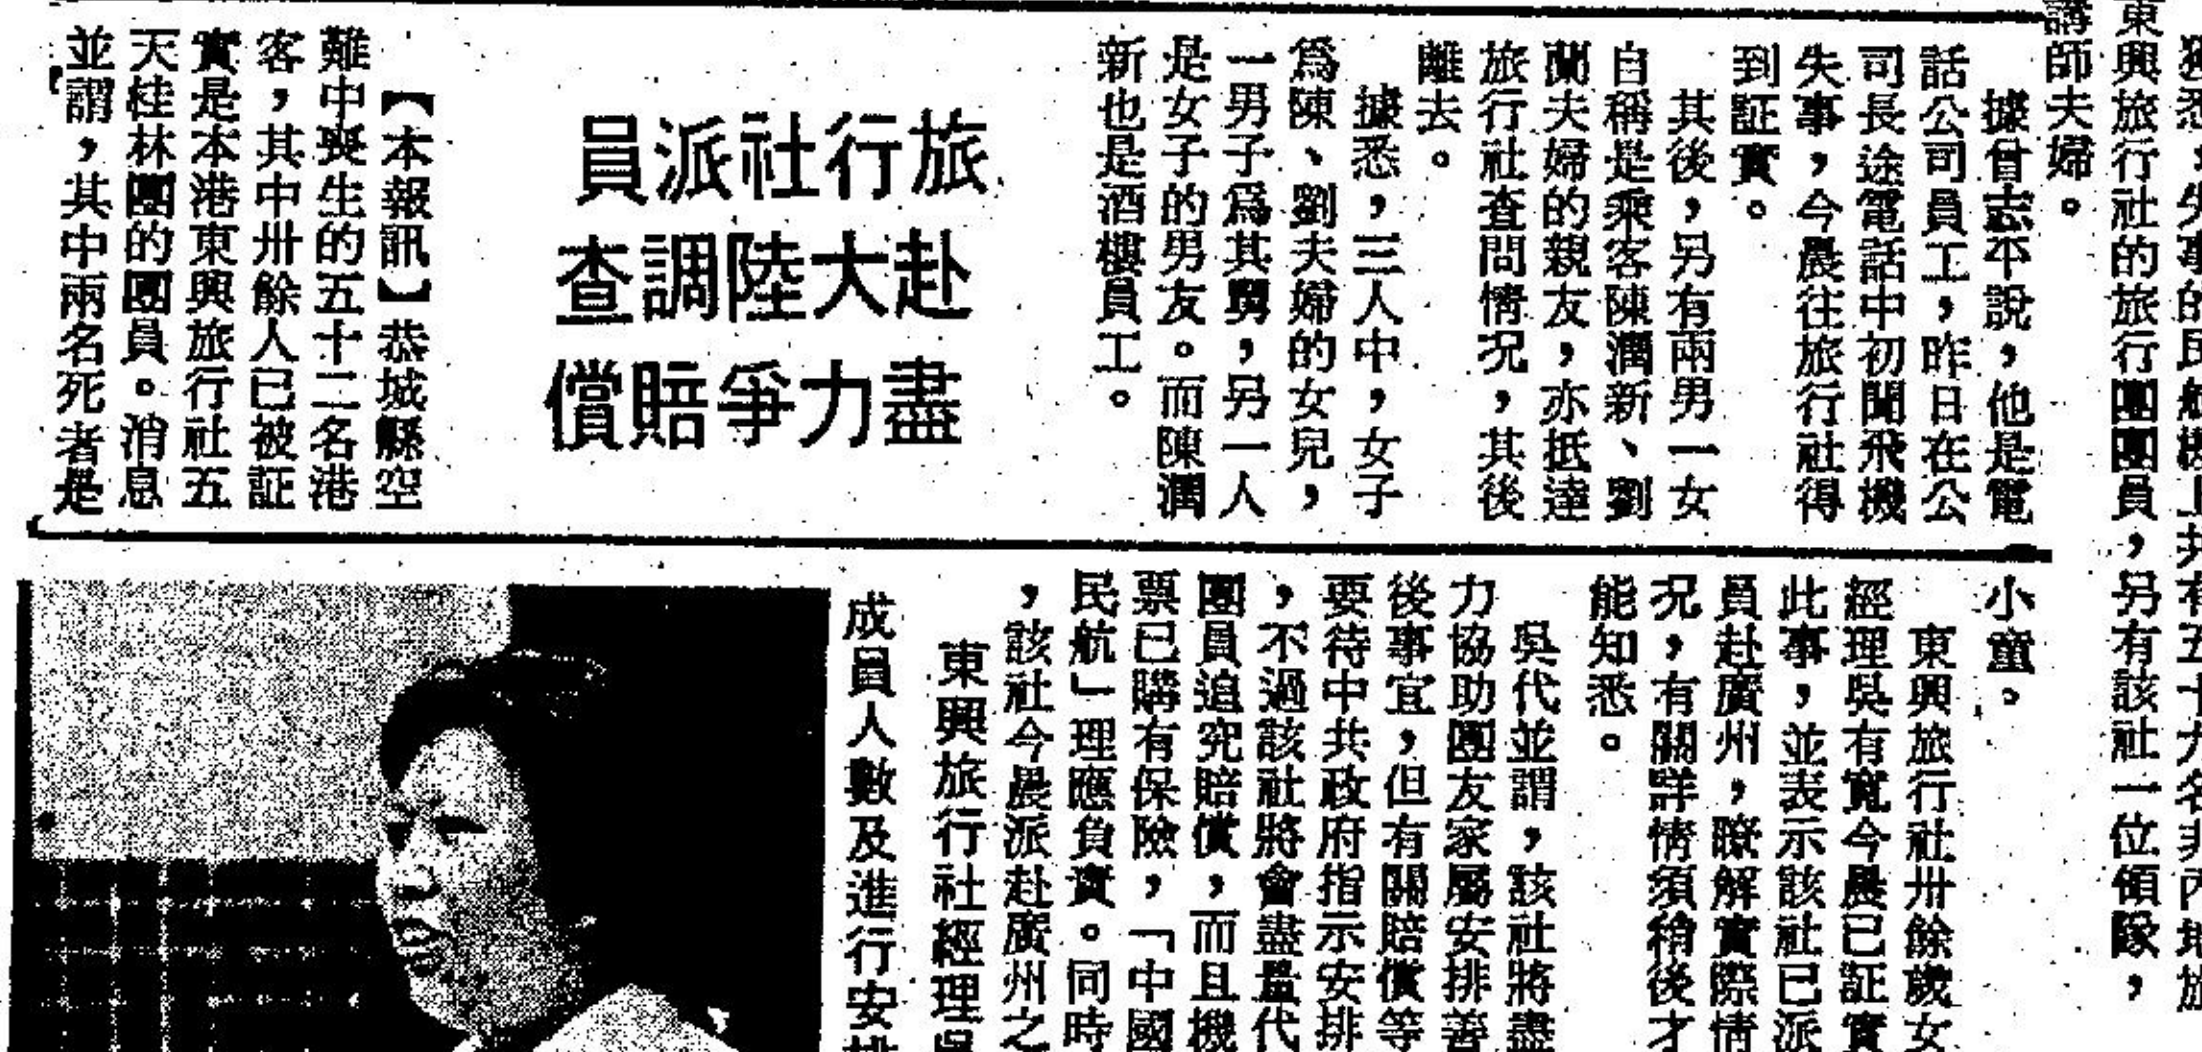 東興旅行社的旅行團團員，另有該社一位領隊，
講師夫婦。
據曾志平說，他是電
話公司員工，昨日在公
司長途電話中初聞飛機
失事，今晨往旅行社得
到証實。
其後，另有兩男一女
自稱是乘客陳潤新、劉
蘭夫婦的親友，亦抵達
旅行社查問情况，其後
離去。
據悉，三人中，女子
為陳、劉夫婦的女兒，
一男子為其舅，另一人
是女子的男友。而陳潤
新也是酒樓員工。
旅行社派員
赴大陸調查
盡力爭賠償
【本報訊】恭城縣空
難中喪生的五十二名港
客，其中卅餘人已被証
實是本港東興旅行社五
天桂林團的團員。消息
並謂，其中兩名死者是
小童。
東興旅行社卅餘歲女
經理吳有寬今晨已証實
此事，並表示該社已派
員赴廣州，瞭解實際情
况，有關詳情須稍後才
能知悉。
吳代並謂，該社將盡
力協助團友家屬安排善
後事宜，但有關賠償等
要待中共政府指示安排
，不過該社將會盡量代
團員追究賠償，而且機
票已購有保險，「中國
民航」理應負責。同時
，該社今晨派赴廣州之
東興旅行社經理吳
成員人數及進行安排